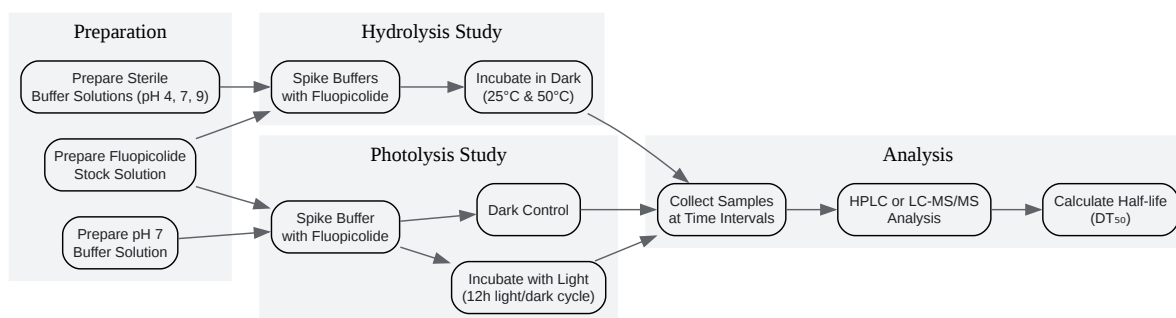 Preparation
Prepare Sterile
Buffer Solutions (pH 4, 7, 9)
Prepare Fluopicolide
Stock Solution
Prepare pH 7
Buffer Solution
Hydrolysis Study
Spike Buffers
with Fluopicolide
Incubate in Dark
(25°C & 50°C)
Photolysis Study
Spike Buffer
with Fluopicolide
Dark Control
Incubate with Light
(12h light/dark cycle)
Analysis
Collect Samples
at Time Intervals
HPLC or LC-MS/MS
Analysis
Calculate Half-life
(DT₅₀)